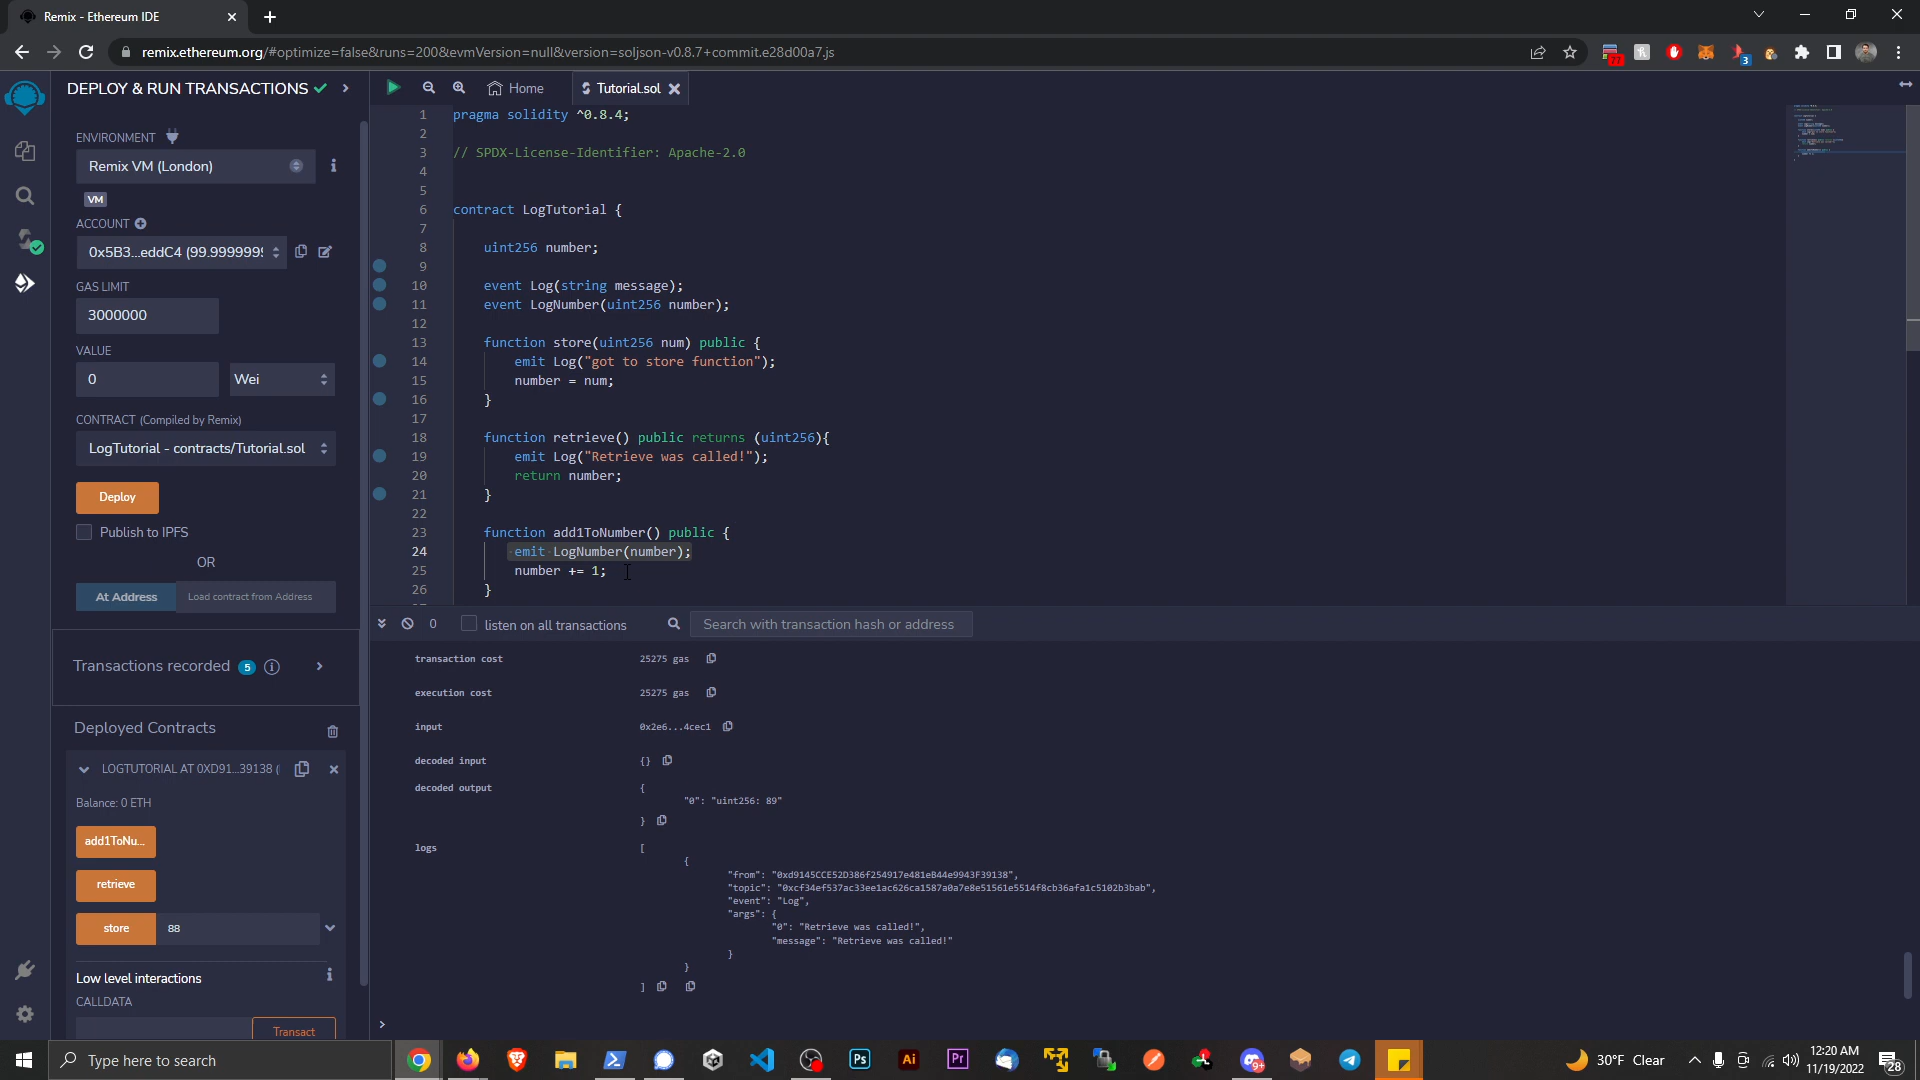 Remix - Ethereum IDE
remix.ethereum.org/#optimize=false&runs=200&evmVersion=null&version=soljson-v0.8.7+commit.e28d00a7.js
77
3
DEPLOY & RUN TRANSACTIONS
Home
Tutorial.sol
ENVIRONMENT
Remix VM (London)
VM
ACCOUNT
0x5B3...eddC4 (99.9999999
GAS LIMIT
3000000
VALUE
0
Wei
CONTRACT (Compiled by Remix)
LogTutorial - contracts/Tutorial.sol
Deploy
Publish to IPFS
OR
At Address
Load contract from Address
Transactions recorded 5
Deployed Contracts
LOGTUTORIAL AT 0XD91...39138 (
Balance: 0 ETH
add1ToNu...
retrieve
store
88
Low level interactions
CALLDATA
Transact
1 pragma solidity ^0.8.4;
2
3 // SPDX-License-Identifier: Apache-2.0
4
5
6 contract LogTutorial {
7
8 uint256 number;
9
10 event Log(string message);
11 event LogNumber(uint256 number);
12
13 function store(uint256 num) public {
14 emit Log("got to store function");
15 number = num;
16 }
17
18 function retrieve() public returns (uint256){
19 emit Log("Retrieve was called!");
20 return number;
21 }
22
23 function add1ToNumber() public {
24 emit LogNumber(number);
25 number += 1;
26 }
0
listen on all transactions
Search with transaction hash or address
transaction cost 25275 gas
execution cost 25275 gas
input 0x2e6...4cec1
decoded input {}
decoded output {
"0": "uint256: 89"
}
logs [
{
"from": "0xd9145CCE52D386f254917e481eB44e9943F39138",
"topic": "0xcf34ef537ac33ee1ac626ca1587a0a7e8e51561e5514f8cb36afa1c5102b3bab",
"event": "Log",
"args": {
"0": "Retrieve was called!",
"message": "Retrieve was called!"
}
}
]
>
Type here to search
Ps
Ai
Pr
9+
30°F Clear
12:20 AM
11/19/2022
28